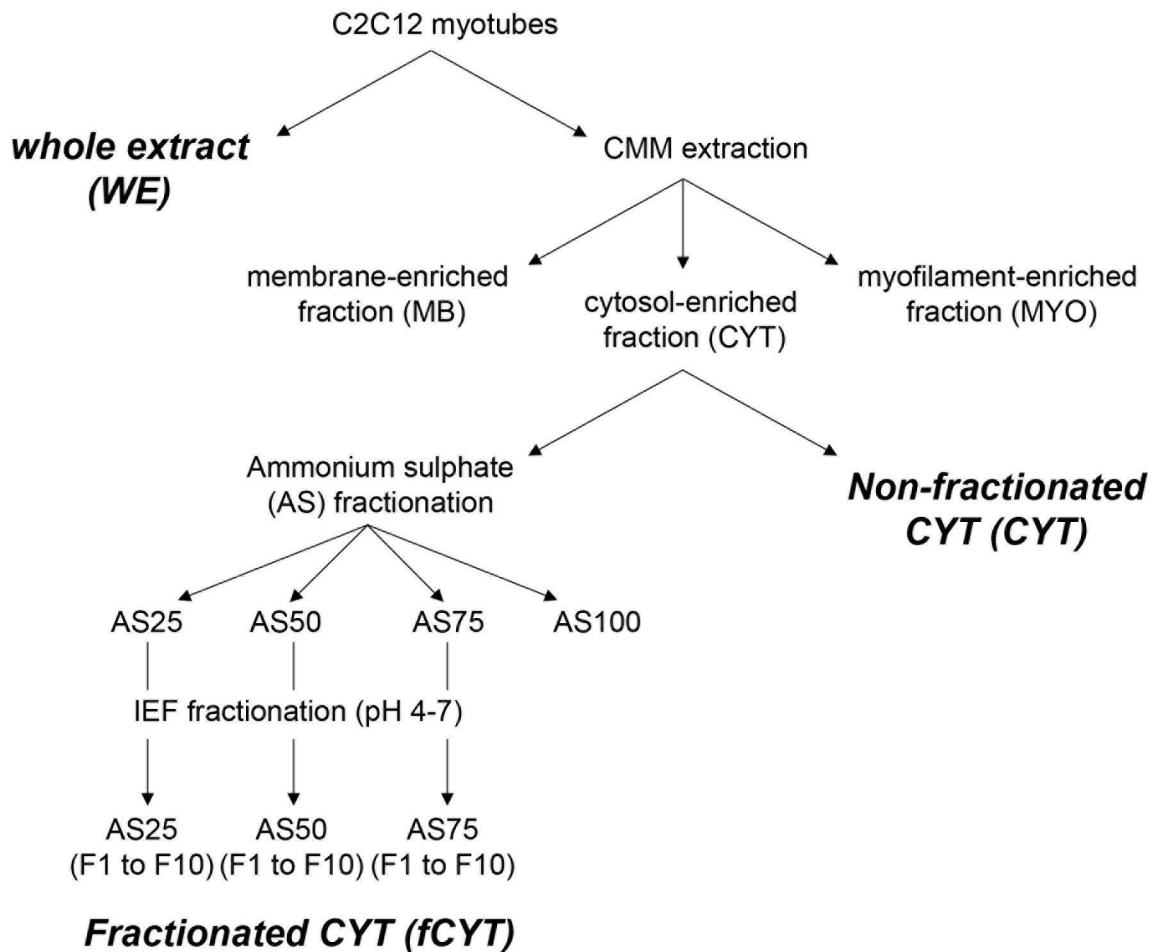 C2C12 myotubes
whole extract
(WE)
CMM extraction
membrane-enriched
fraction (MB)
cytosol-enriched
fraction (CYT)
myofilament-enriched
fraction (MYO)
Ammonium sulphate
(AS) fractionation
Non-fractionated
CYT (CYT)
AS25 AS50 AS75 AS100
IEF fractionation (pH 4-7)
AS25 AS50 AS75
(F1 to F10) (F1 to F10) (F1 to F10)
Fractionated CYT (fCYT)